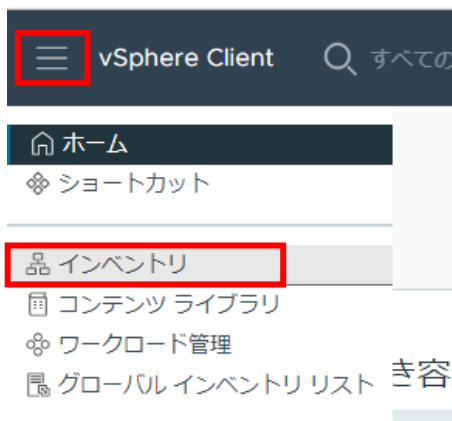 vSphere Client すべての
ホーム
ショートカット
インベントリ
コンテンツ ライブラリ
ワークロード管理
グローバル インベントリ リスト
き容